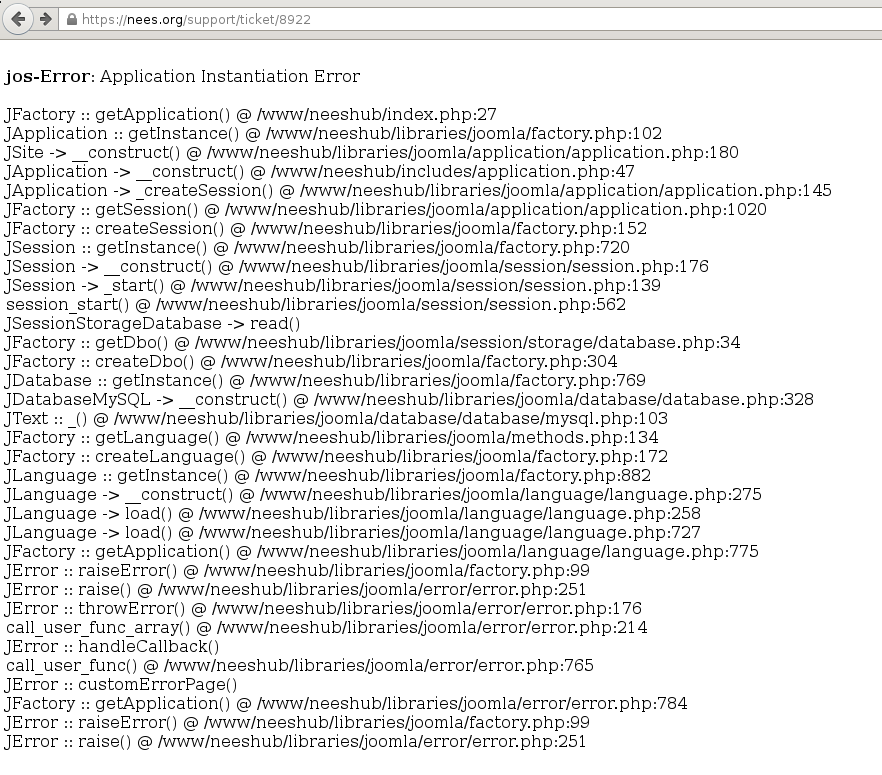 https://nees.org/support/ticket/8922
jos-Error: Application Instantiation Error
JFactory :: getApplication() @ /www/neeshub/index.php:27
JApplication :: getInstance() @ /www/neeshub/libraries/joomla/factory.php:102
JSite -> __construct() @ /www/neeshub/libraries/joomla/application/application.php:180
JApplication -> __construct() @ /www/neeshub/includes/application.php:47
JApplication -> _createSession() @ /www/neeshub/libraries/joomla/application/application.php:145
JFactory :: getSession() @ /www/neeshub/libraries/joomla/application/application.php:1020
JFactory :: createSession() @ /www/neeshub/libraries/joomla/factory.php:152
JSession :: getInstance() @ /www/neeshub/libraries/joomla/factory.php:720
JSession -> __construct() @ /www/neeshub/libraries/joomla/session/session.php:176
JSession -> _start() @ /www/neeshub/libraries/joomla/session/session.php:139
session_start() @ /www/neeshub/libraries/joomla/session/session.php:562
JSessionStorageDatabase -> read()
JFactory :: getDbo() @ /www/neeshub/libraries/joomla/session/storage/database.php:34
JFactory :: createDbo() @ /www/neeshub/libraries/joomla/factory.php:304
JDatabase :: getInstance() @ /www/neeshub/libraries/joomla/factory.php:769
JDatabaseMySQL -> __construct() @ /www/neeshub/libraries/joomla/database/database.php:328
JText :: _() @ /www/neeshub/libraries/joomla/database/database/mysql.php:103
JFactory :: getLanguage() @ /www/neeshub/libraries/joomla/methods.php:134
JFactory :: createLanguage() @ /www/neeshub/libraries/joomla/factory.php:172
JLanguage :: getInstance() @ /www/neeshub/libraries/joomla/factory.php:882
JLanguage -> __construct() @ /www/neeshub/libraries/joomla/language/language.php:275
JLanguage -> load() @ /www/neeshub/libraries/joomla/language/language.php:258
JLanguage -> load() @ /www/neeshub/libraries/joomla/language/language.php:727
JFactory :: getApplication() @ /www/neeshub/libraries/joomla/language/language.php:775
JError :: raiseError() @ /www/neeshub/libraries/joomla/factory.php:99
JError :: raise() @ /www/neeshub/libraries/joomla/error/error.php:251
JError :: throwError() @ /www/neeshub/libraries/joomla/error/error.php:176
call_user_func_array() @ /www/neeshub/libraries/joomla/error/error.php:214
JError :: handleCallback()
call_user_func() @ /www/neeshub/libraries/joomla/error/error.php:765
JError :: customErrorPage()
JFactory :: getApplication() @ /www/neeshub/libraries/joomla/error/error.php:784
JError :: raiseError() @ /www/neeshub/libraries/joomla/factory.php:99
JError :: raise() @ /www/neeshub/libraries/joomla/error/error.php:251